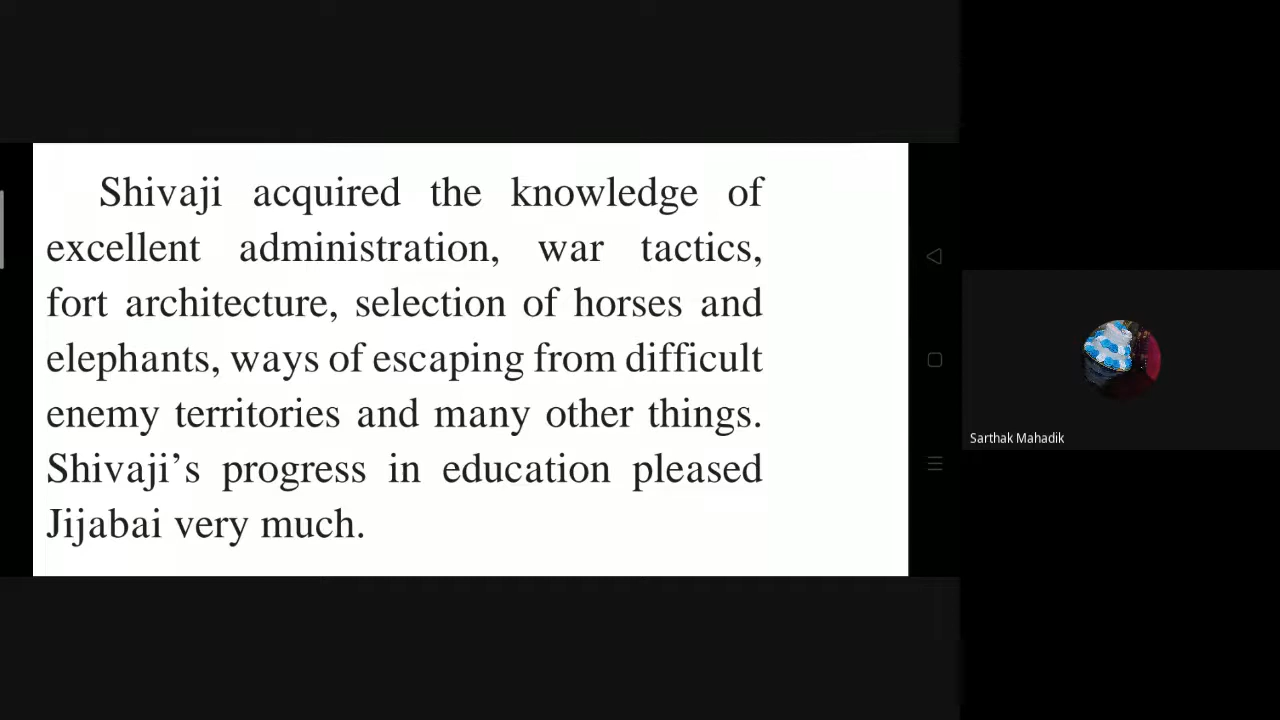 Shivaji acquired the knowledge of
excellent administration, war tactics,
fort architecture, selection of horses and
elephants, ways of escaping from difficult
enemy territories and many other things.
Shivaji’s progress in education pleased
Jijabai very much.
Sarthak Mahadik